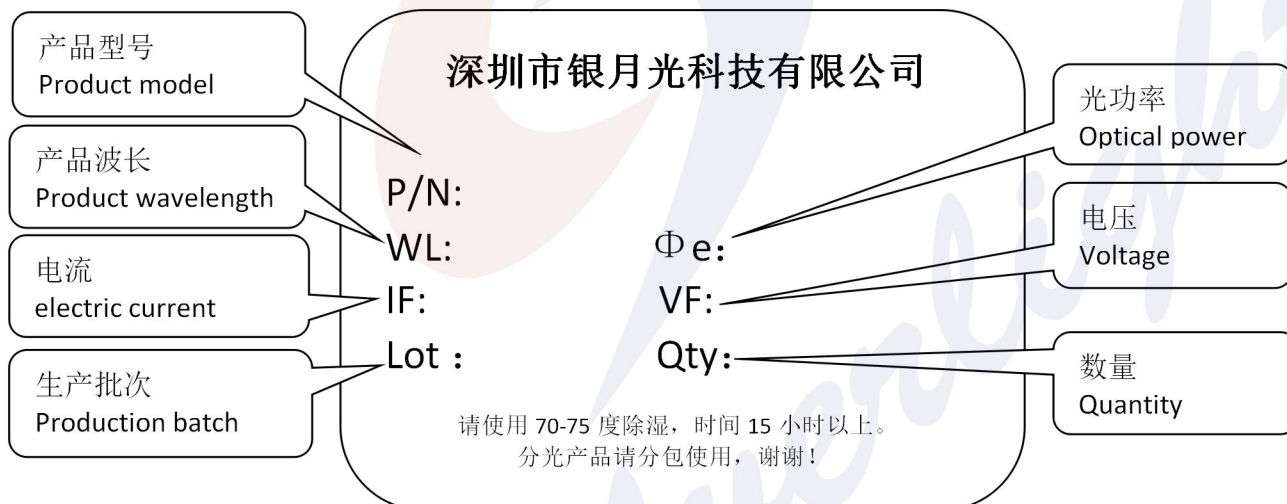 产品型号
Product model
产品波长
Product wavelength
电流
electric current
生产批次
Production batch
深圳市银月光科技有限公司
P/N:
WL:
Φe：
IF:
VF:
Lot：
Qty:
请使用 70-75 度除湿，时间 15 小时以上。
分光产品请分包使用，谢谢！
光功率
Optical power
电压
Voltage
数量
Quantity